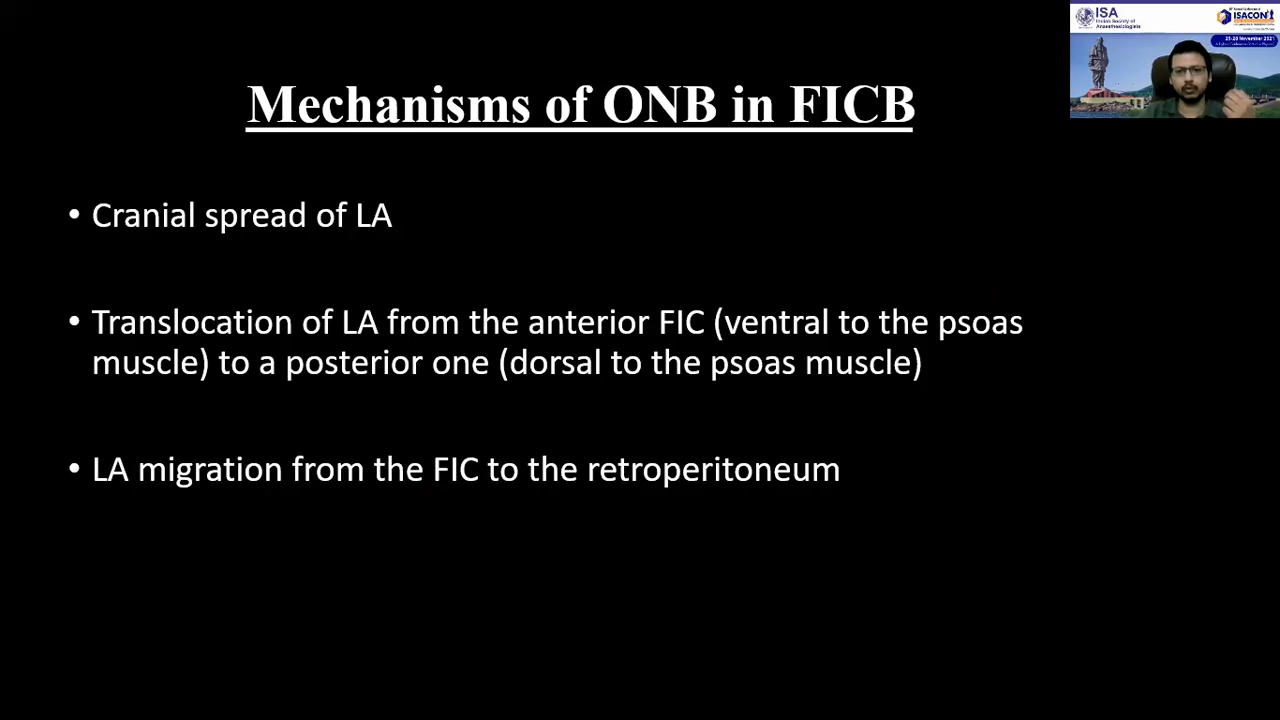 Mechanisms of ONB in FICB
• Cranial spread of LA
• Translocation of LA from the anterior FIC (ventral to the psoas
muscle) to a posterior one (dorsal to the psoas muscle)
• LA migration from the FIC to the retroperitoneum
ISA
Indian Society of
Anaesthesiologists
ISACON
25-28 November 2021